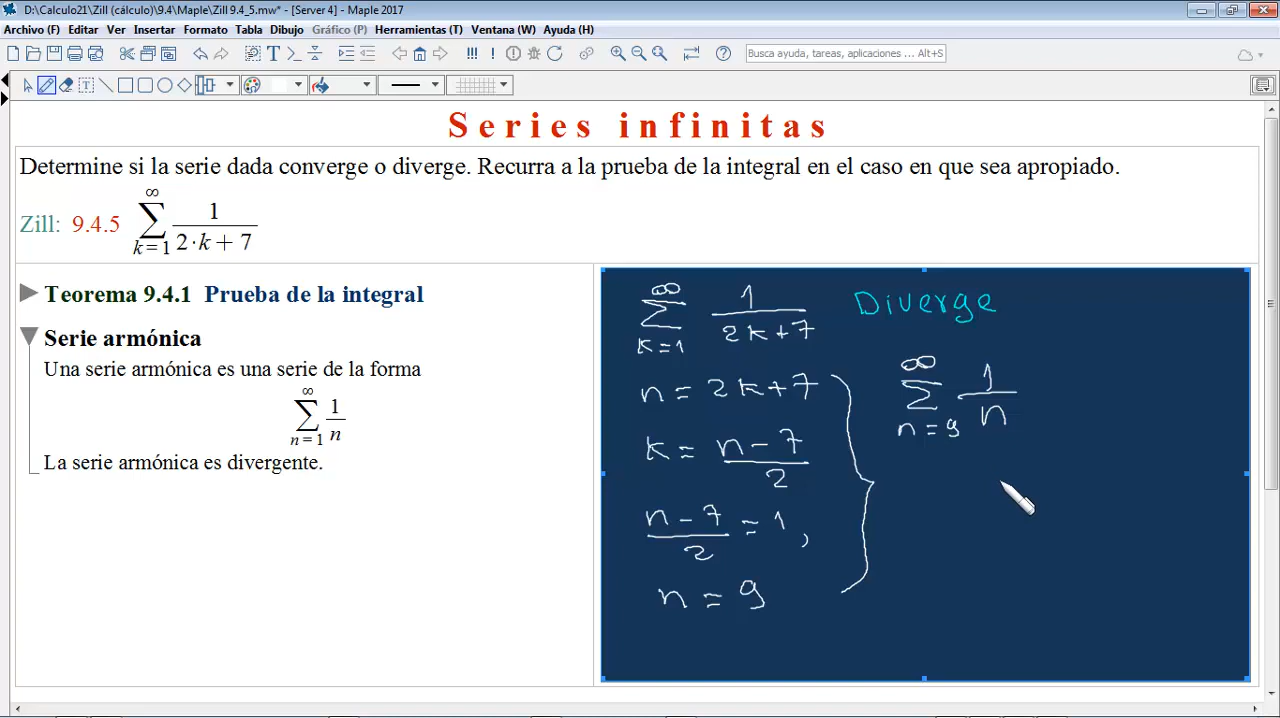 D:\Calculo21\Zill (cálculo)\9.4\Maple\Zill 9.4_5.mw* - [Server 4] - Maple 2017
Archivo (F) Editar Ver Insertar Formato Tabla Dibujo Gráfico (P) Herramientas (T) Ventana (W) Ayuda (H)
Busca ayuda, tareas, aplicaciones ... Alt+S
Series infinitas
Determine si la serie dada converge o diverge. Recurra a la prueba de la integral en el caso en que sea apropiado.
Zill: 9.4.5 ∞ ∑ k=1 1/(2·k+7)
Teorema 9.4.1 Prueba de la integral
Serie armónica
Una serie armónica es una serie de la forma
∞ ∑ n=1 1/n
La serie armónica es divergente.
∞ ∑ k=1 1/(2k+7) Diverge
n = 2k+7
k = (n-7)/2
(n-7)/2 = 1,
n = 9
∞ ∑ n=9 1/n